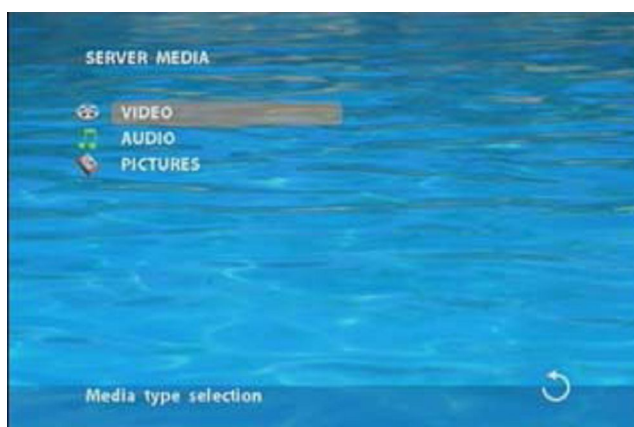 SERVER MEDIA
VIDEO
AUDIO
PICTURES
Media type selection